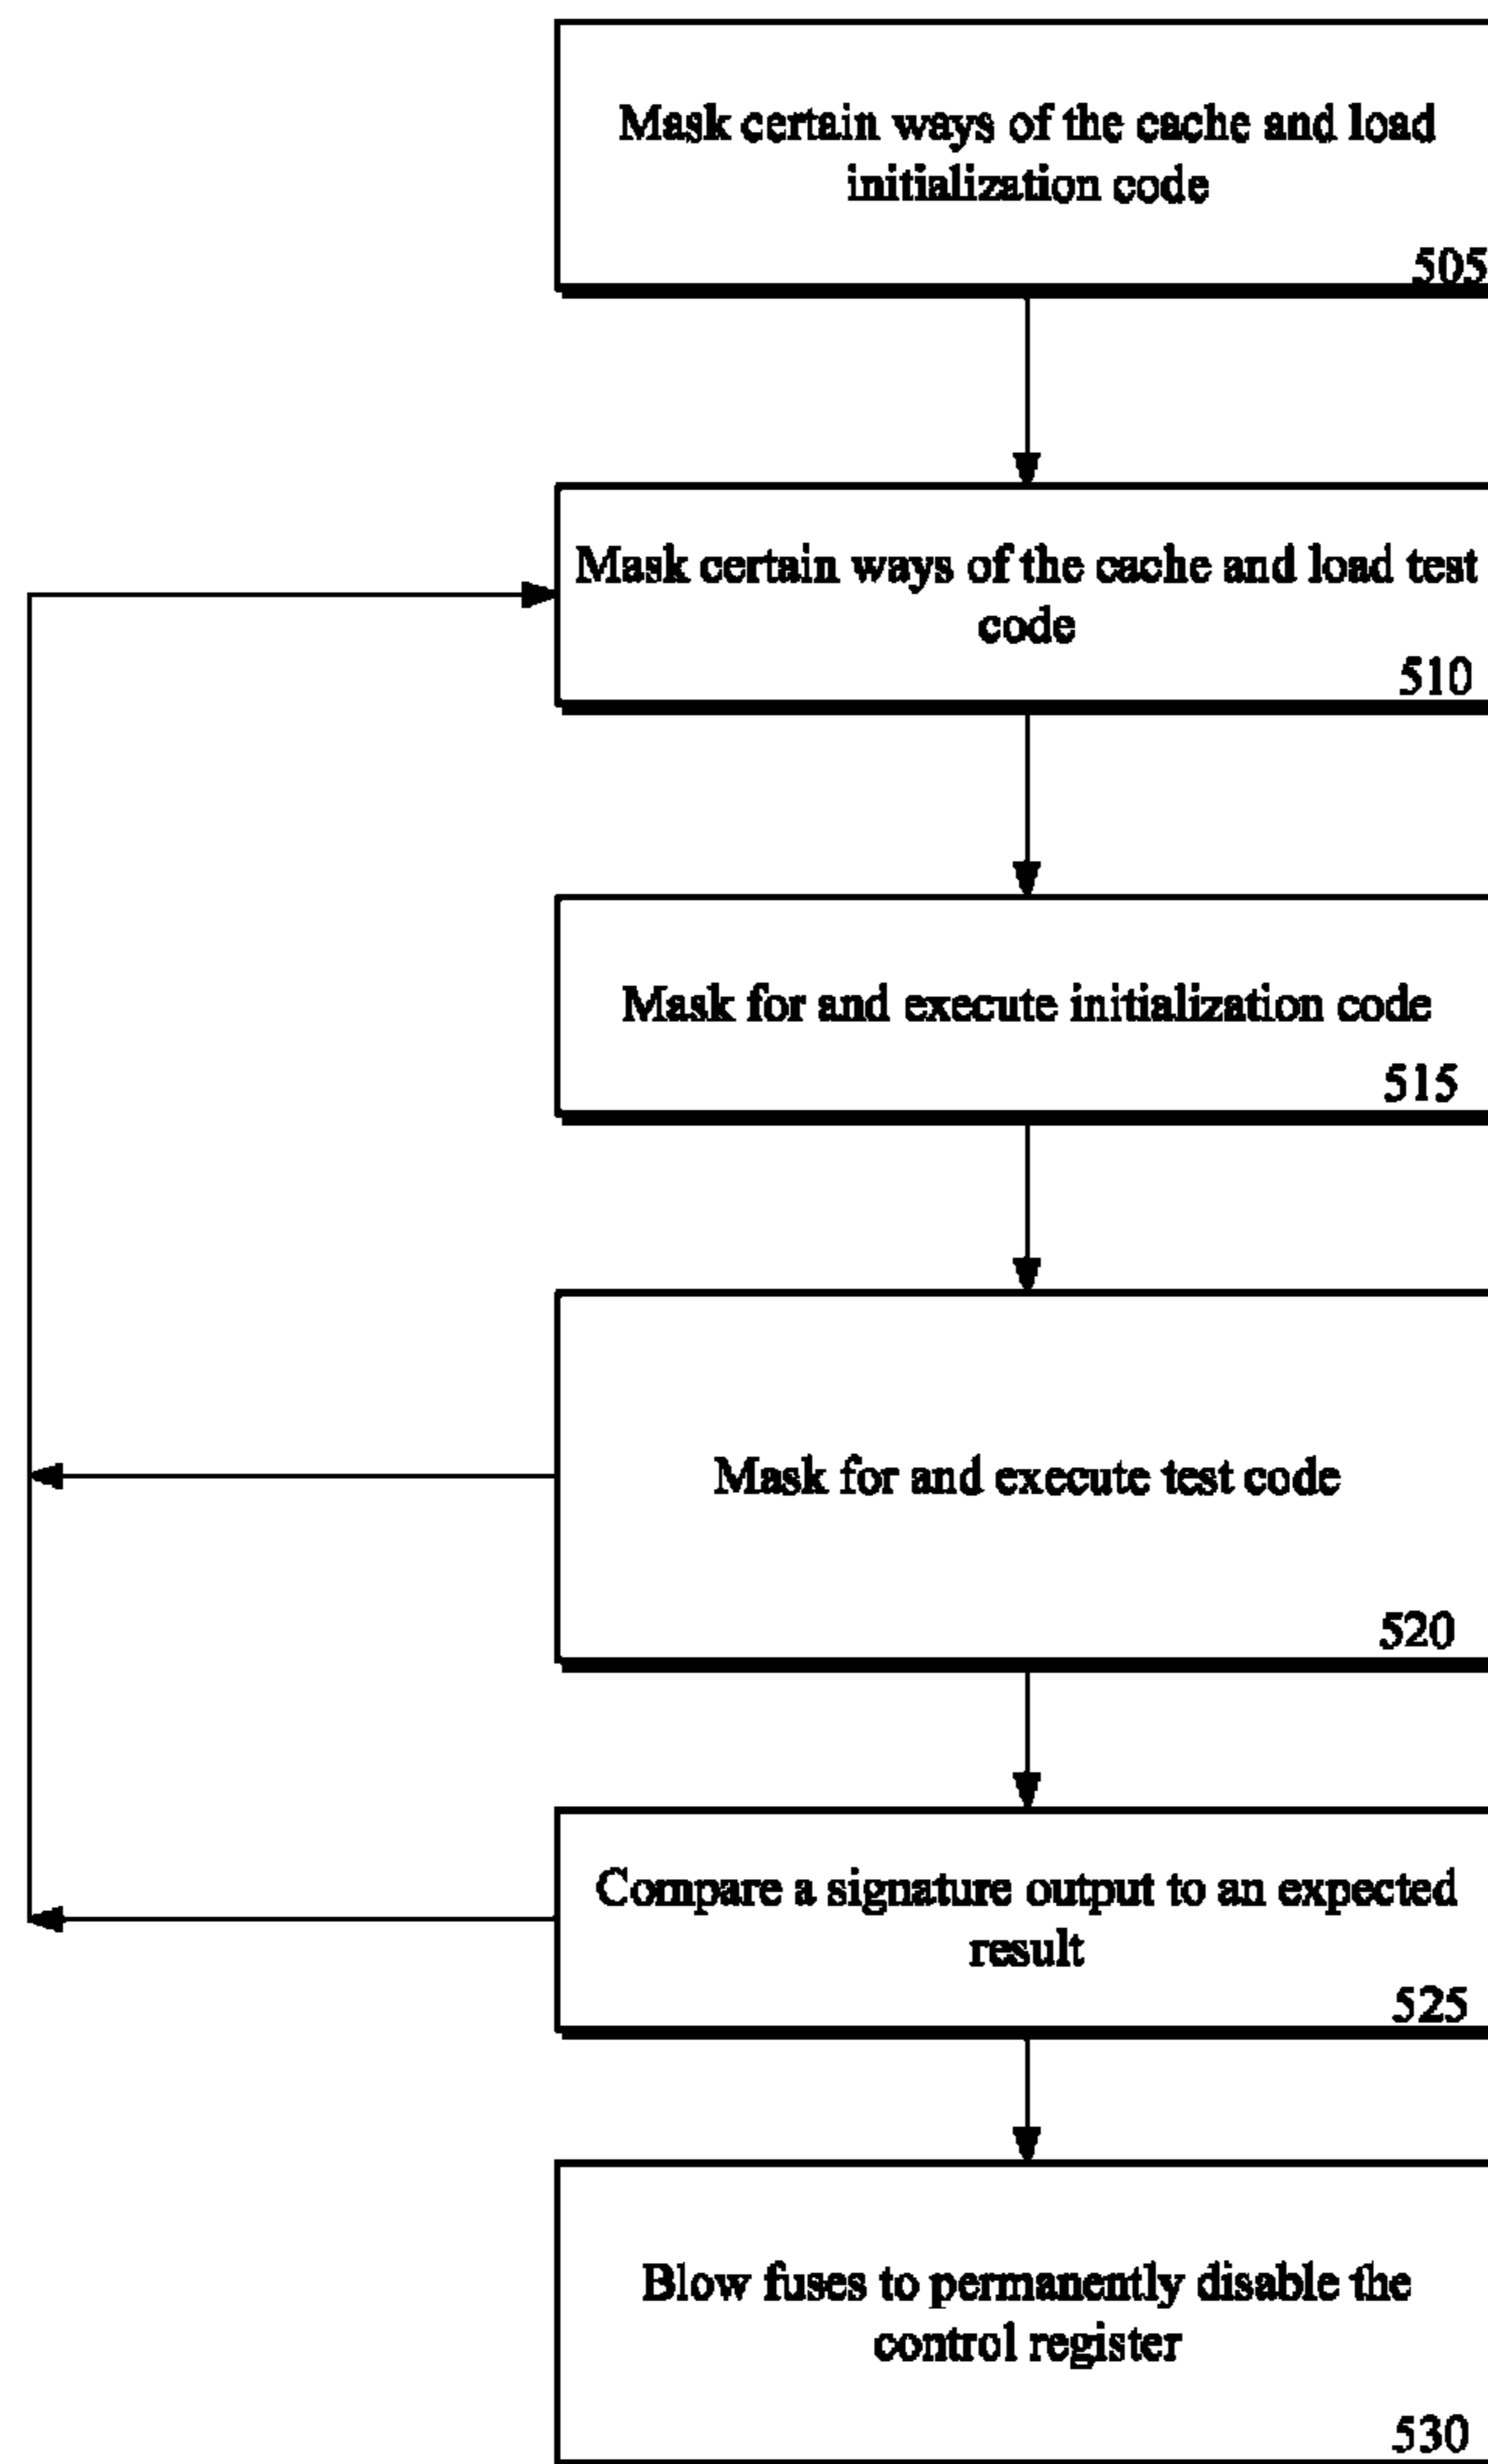 Mask certain ways of the cache and load
initialization code
505
Mask certain ways of the cache and load test
code
510
Mask for and execute initialization code
515
Mask for and execute test code
520
Compare a signature output to an expected
result
525
Blow fuses to permanently disable the
control register
530